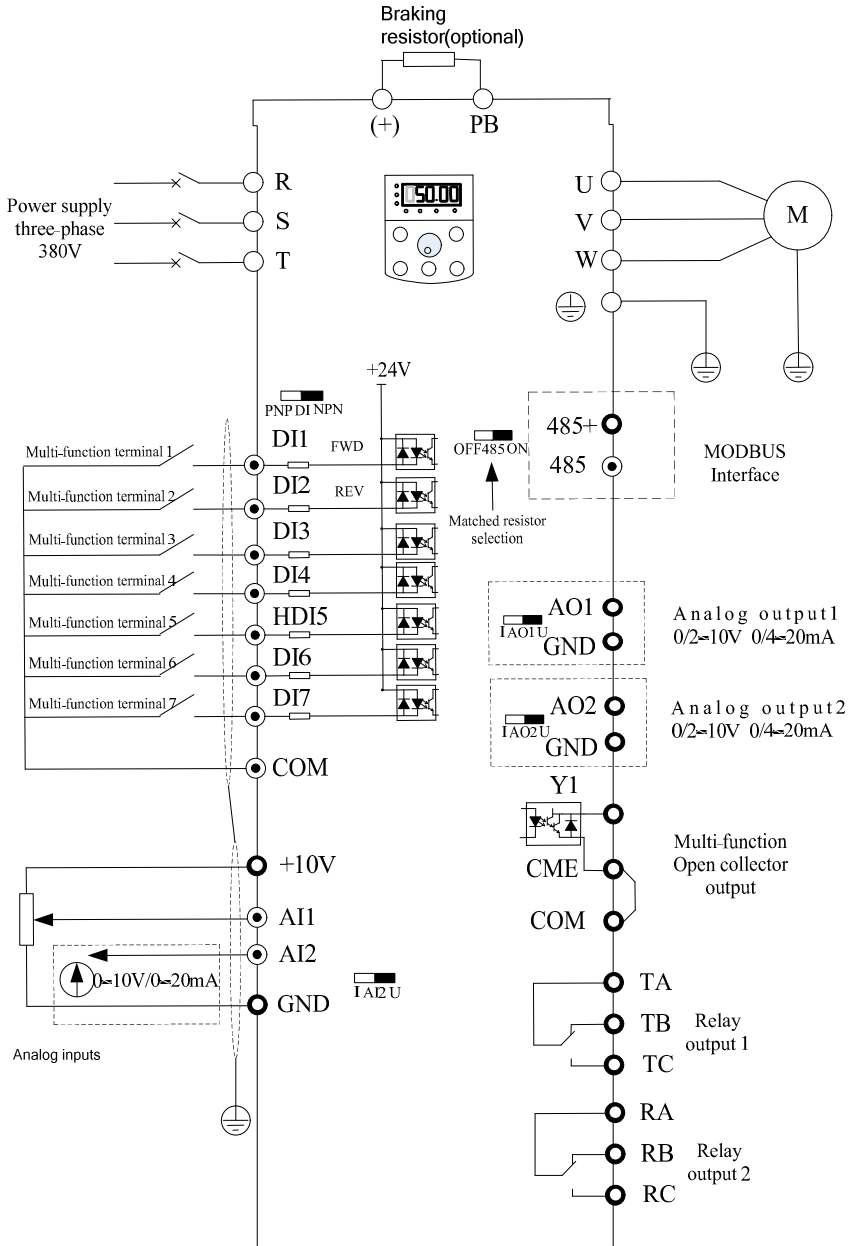 Braking
resistor(optional)
(+)
PB
R
S
T
Power supply
three-phase
380V
50.00
U
V
W
M
+24V
PNP DI NPN
DI1
FWD
Multi-function terminal 1
DI2
REV
Multi-function terminal 2
DI3
Multi-function terminal 3
DI4
Multi-function terminal 4
HDI5
Multi-function terminal 5
DI6
Multi-function terminal 6
DI7
Multi-function terminal 7
COM
OFF485ON
Matched resistor
selection
485+
485
MODBUS
Interface
AO1
GND
I AO1 U
Analog output1
0/2~10V 0/4~20mA
AO2
GND
I AO2 U
Analog output2
0/2~10V 0/4~20mA
Y1
CME
COM
Multi-function
Open collector
output
+10V
AI1
AI2
GND
0~10V/0~20mA
I AI2 U
Analog inputs
TA
TB
TC
Relay
output 1
RA
RB
RC
Relay
output 2